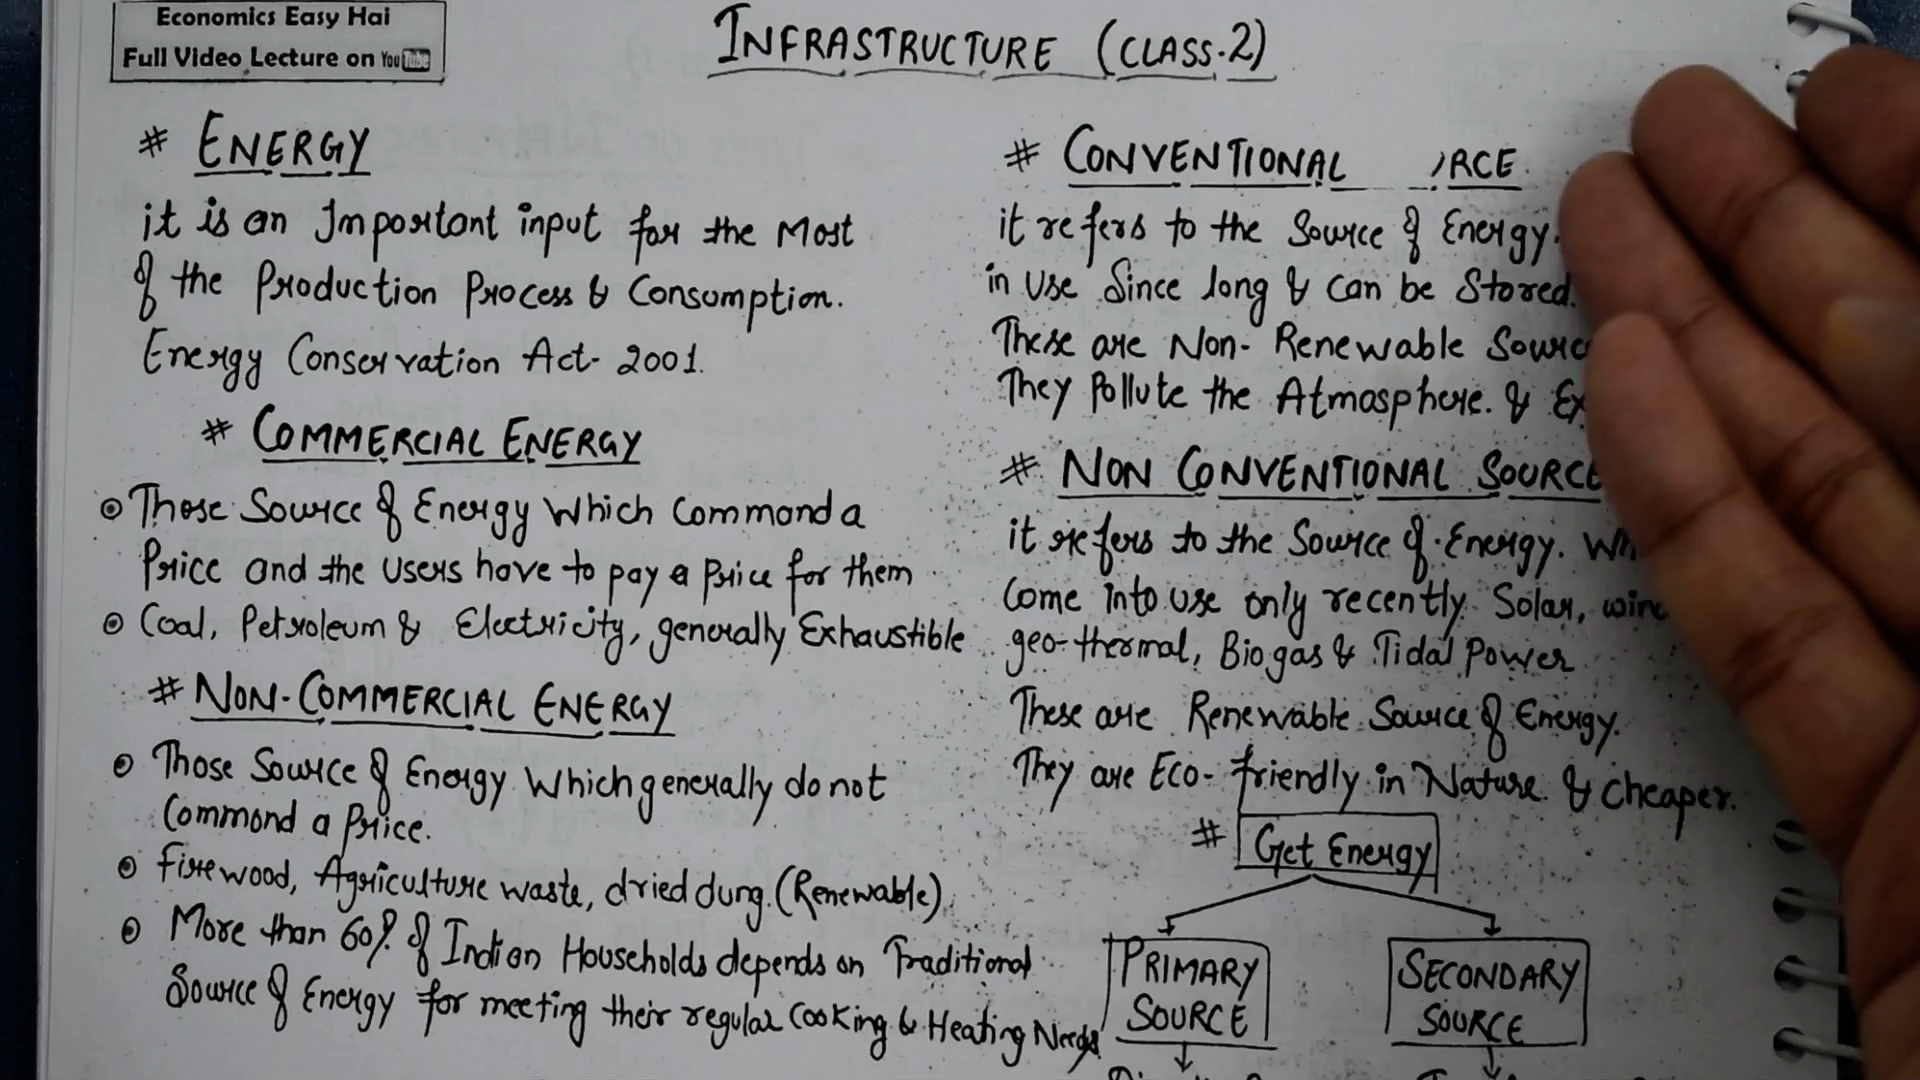 Economics Easy Hai
Full Video Lecture on YouTube
INFRASTRUCTURE (CLASS-2)
# ENERGY
it is an Important input for the Most
of the Production Process & Consumption.
Energy Conservation Act- 2001.
# COMMERCIAL ENERGY
Those Source of Energy Which Command a
Price and the users have to pay a Price for them
Coal, Petroleum & Electricity, generally Exhaustible
# NON-COMMERCIAL ENERGY
Those Source of Energy Which generally do not
Command a Price.
Firewood, Agriculture waste, dried dung. (Renewable)
More than 60% of Indian Households depends on Traditional
Source of Energy for meeting their regular Cooking & Heating Needs
# CONVENTIONAL
it refers to the Source of Energy.
in Use Since long & can be Stored.
These are Non- Renewable
They Pollute the Atmosphere. &
# NON CONVENTIONAL SOURCE
it refers to the Source of Energy.
Come into use only recently. Solar,
geo-thermal, Biogas & Tidal Power
These are Renewable Source of Energy.
They are Eco- friendly in Nature & cheaper.
# Get Energy
PRIMARY
SOURCE
SECONDARY
SOURCE